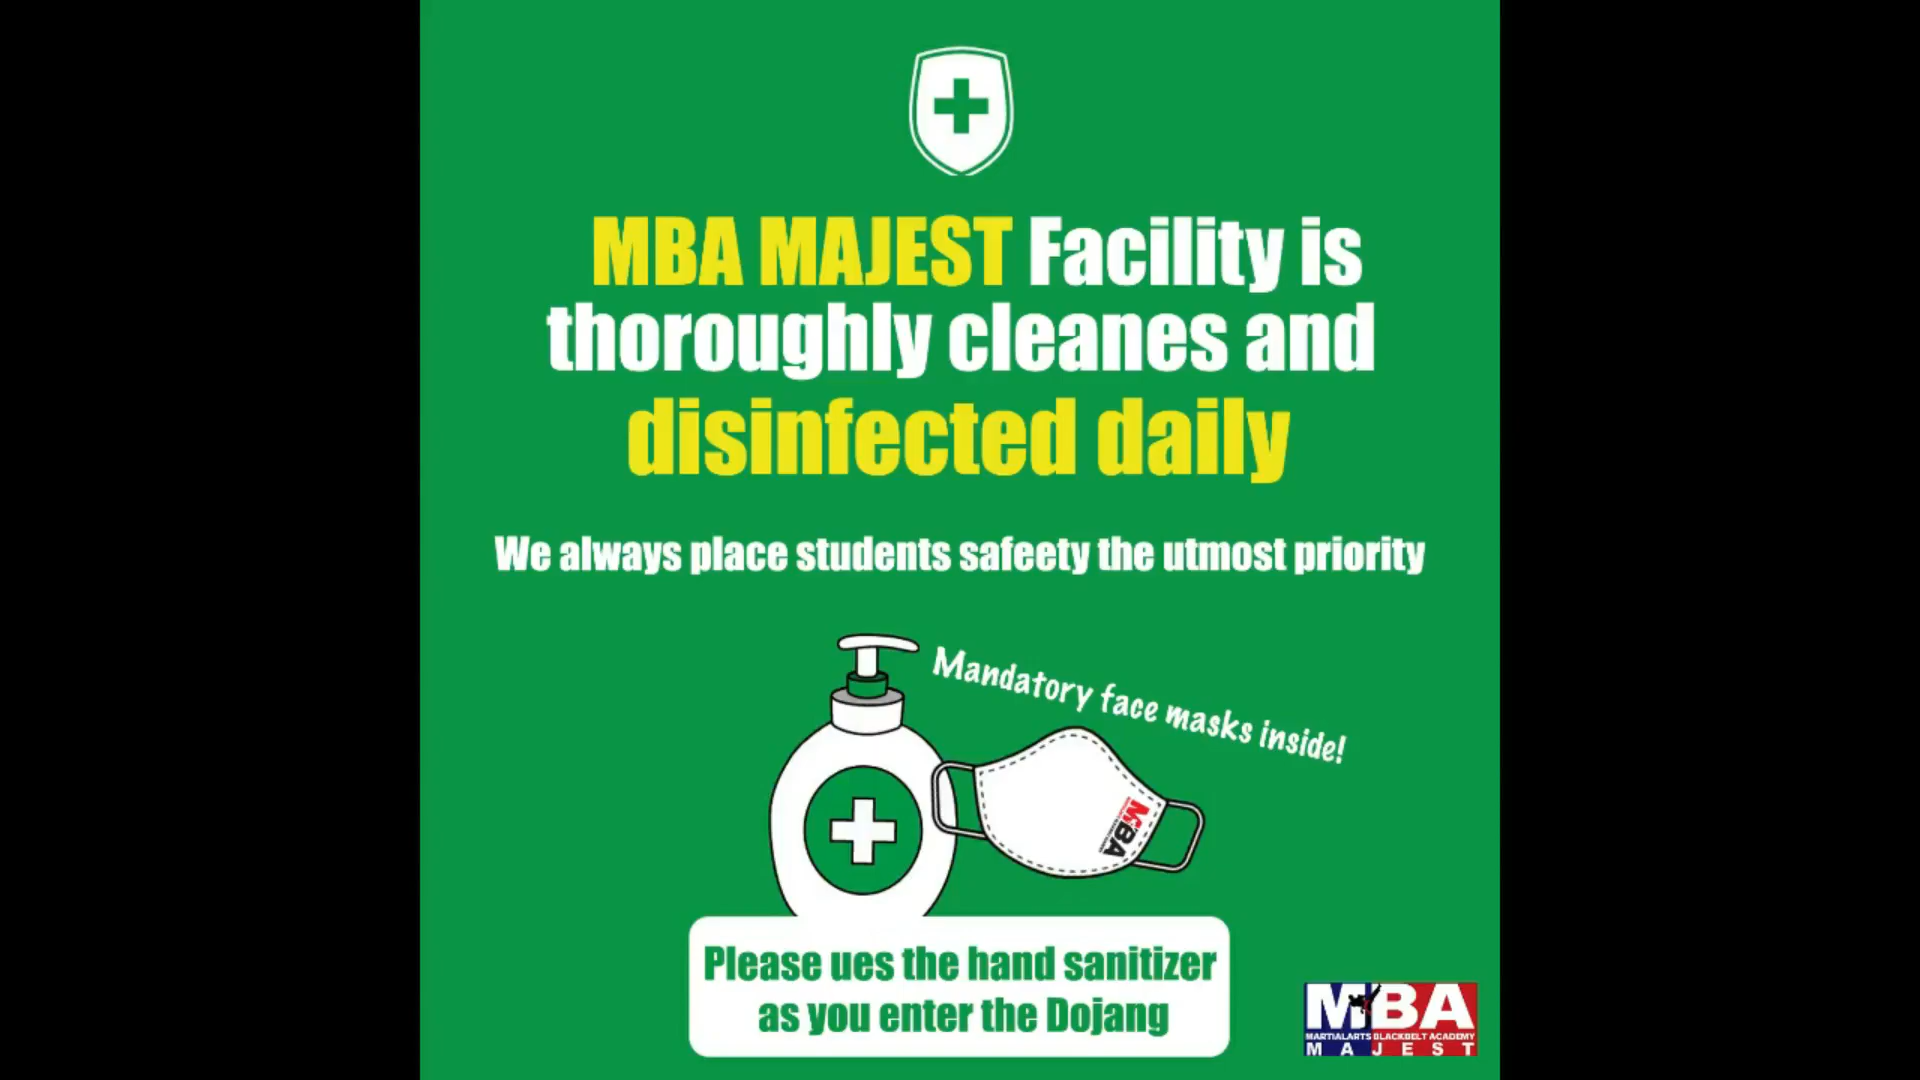 MBA MAJEST Facility is
thoroughly cleanes and
disinfected daily
We always place students safeety the utmost priority
Mandatory face masks inside!
MBA
Please ues the hand sanitizer
as you enter the Dojang
MBA
MARTIALARTS BLACKBELT ACADEMY
MAJEST